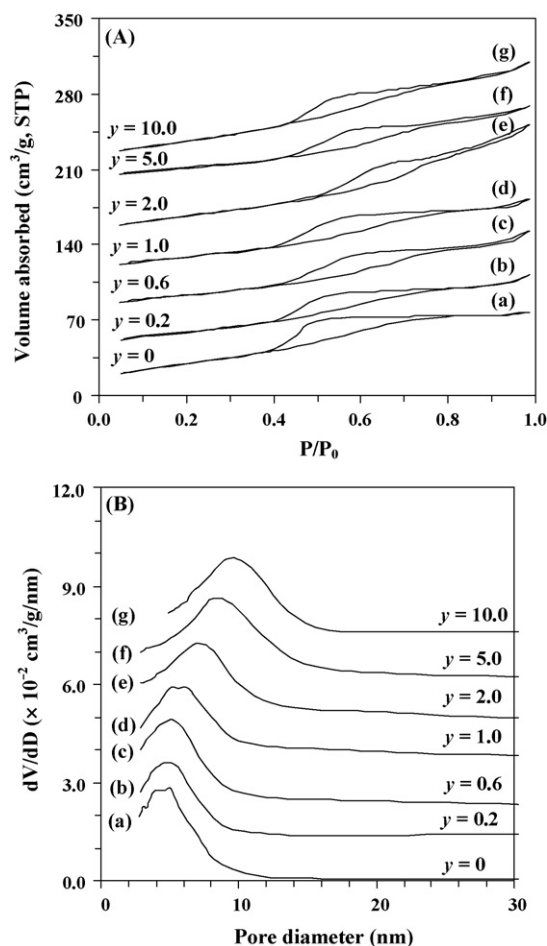 (A)
350
280
210
140
70
0
Volume absorbed (cm³/g, STP)
y = 10.0
y = 5.0
y = 2.0
y = 1.0
y = 0.6
y = 0.2
y = 0
(g)
(f)
(e)
(d)
(c)
(b)
(a)
0.0 0.2 0.4 0.6 0.8 1.0
P/P₀
(B)
12.0
9.0
6.0
3.0
0.0
dV/dD (× 10⁻² cm³/g/nm)
(g)
(f)
(e)
(d)
(c)
(b)
(a)
y = 10.0
y = 5.0
y = 2.0
y = 1.0
y = 0.6
y = 0.2
y = 0
0 10 20 30
Pore diameter (nm)